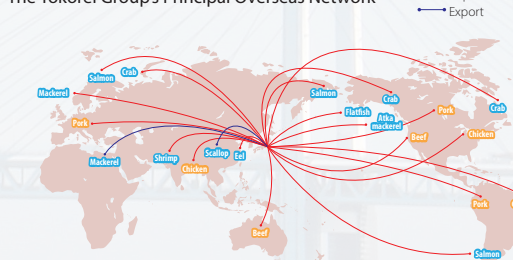 The Yokorei Group's Principal Overseas Network
Export
Salmon
Crab
Mackerel
Pork
Mackerel
Shrimp
Chicken
Scallop
Eel
Beef
Salmon
Crab
Flatfish
Atka
mackerel
Pork
Crab
Beef
Chicken
Pork
Salmon